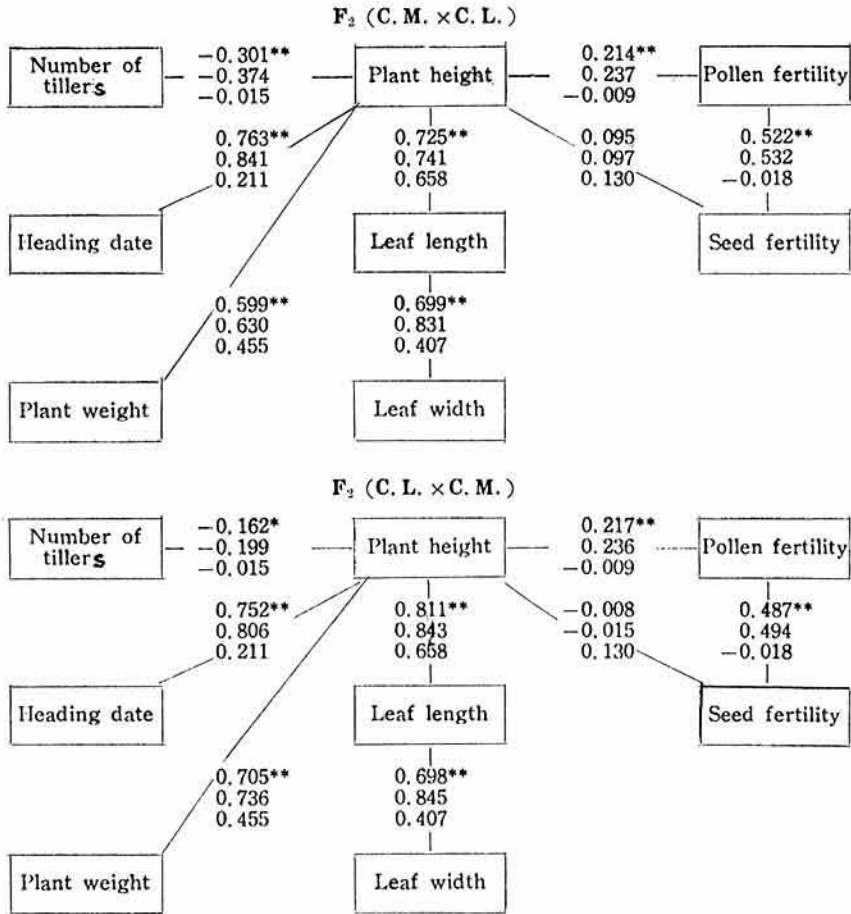 F₂ (C. M. × C. L.)
Number of tillers
−0.301**
−0.374
−0.015
Plant height
0.214**
0.237
−0.009
Pollen fertility
0.763**
0.841
0.211
0.725**
0.741
0.658
0.095
0.097
0.130
0.522**
0.532
−0.018
Heading date
Leaf length
Seed fertility
0.599**
0.630
0.455
0.699**
0.831
0.407
Plant weight
Leaf width
F₂ (C. L. × C. M.)
Number of tillers
−0.162*
−0.199
−0.015
Plant height
0.217**
0.236
−0.009
Pollen fertility
0.752**
0.806
0.211
0.811**
0.843
0.658
−0.008
−0.015
0.130
0.487**
0.494
−0.018
Heading date
Leaf length
Seed fertility
0.705**
0.736
0.455
0.698**
0.845
0.407
Plant weight
Leaf width